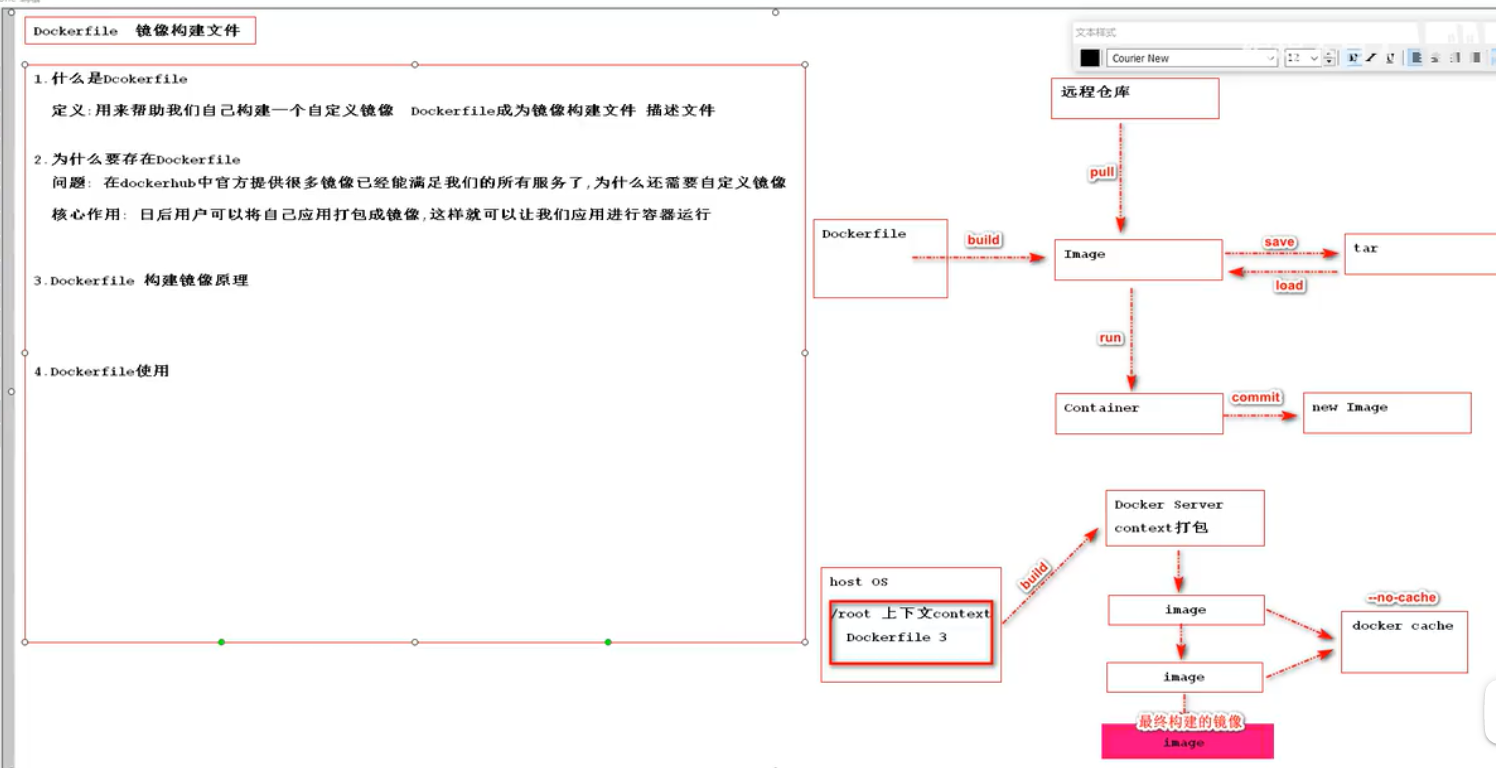 Dockerfile 镜像构建文件
1.什么是Dcokerfile
定义:用来帮助我们自己构建一个自定义镜像 Dockerfile成为镜像构建文件 描述文件
2.为什么要存在Dockerfile
问题: 在dockerhub中官方提供很多镜像已经能满足我们的所有服务了,为什么还需要自定义镜像
核心作用: 日后用户可以将自己应用打包成镜像,这样就可以让我们应用进行容器运行
3.Dockerfile 构建镜像原理
4.Dockerfile使用
文本样式
Courier New
12
远程仓库
pull
Dockerfile
build
Image
save
load
tar
run
Container
commit
new Image
Docker Server
context打包
host OS
/root 上下文context
Dockerfile 3
build
image
--no-cache
docker cache
image
最终构建的镜像
image